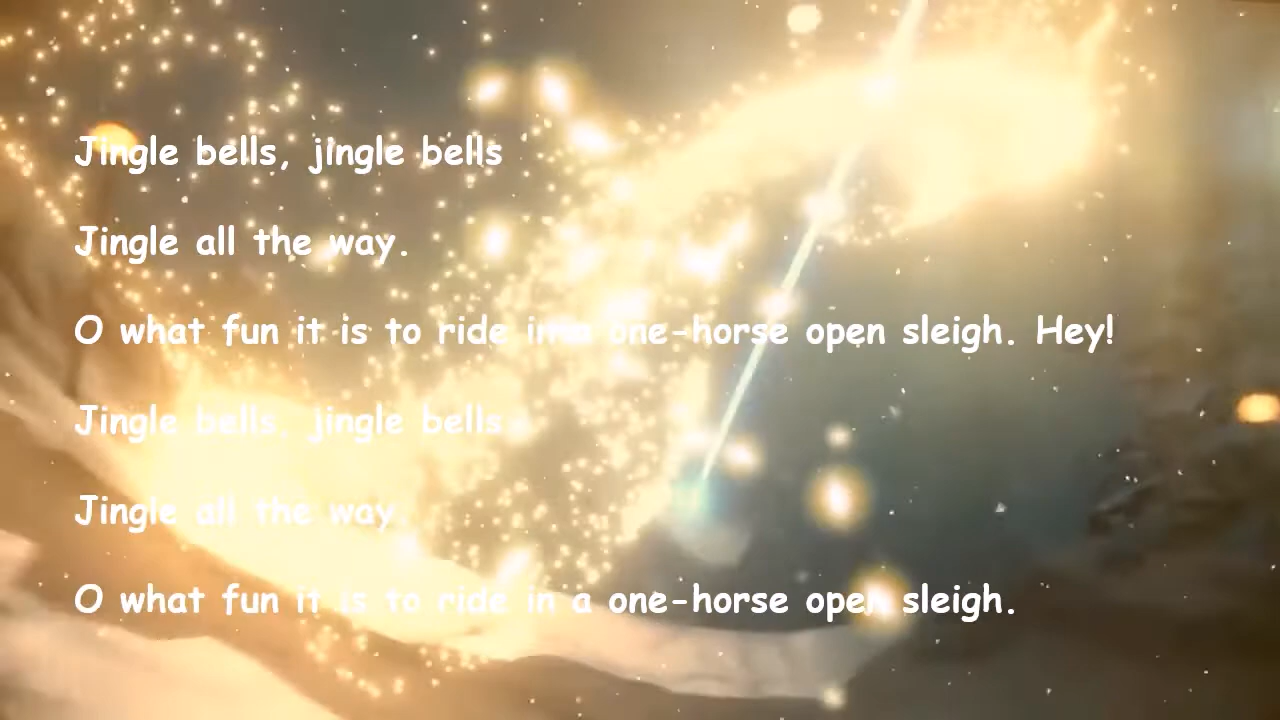 Jingle bells, jingle bells
Jingle all the way.
O what fun it is to ride in a one-horse open sleigh. Hey!
Jingle bells, jingle bells
Jingle all the way.
O what fun it is to ride in a one-horse open sleigh.